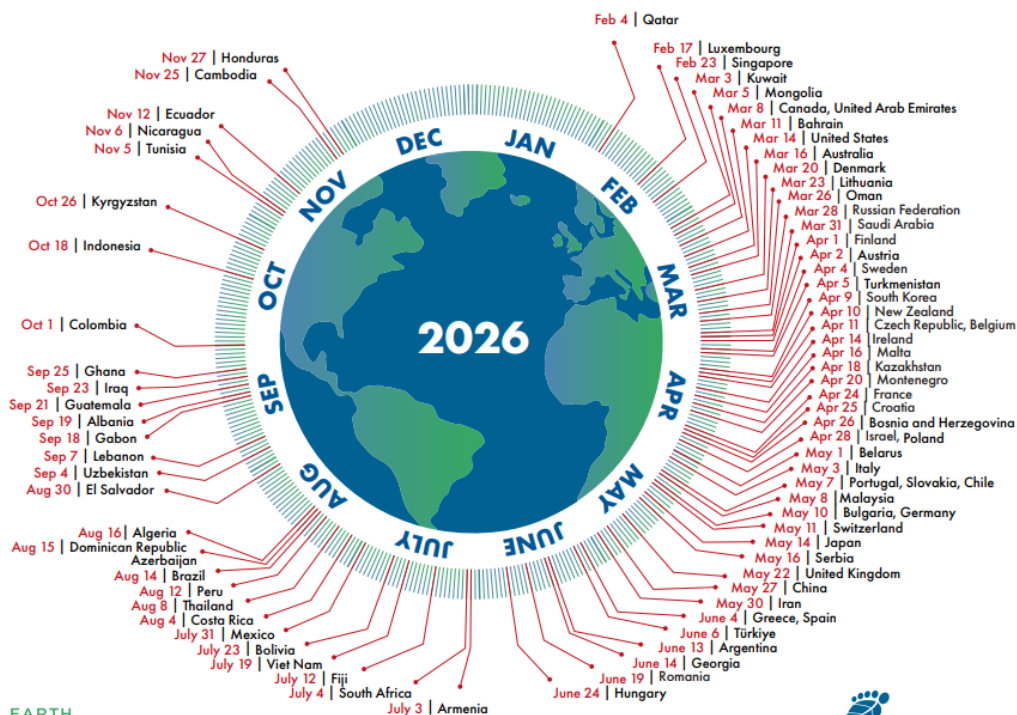 Feb 4 | Qatar
Feb 17 | Luxembourg
Feb 23 | Singapore
Mar 3 | Kuwait
Mar 5 | Mongolia
Mar 8 | Canada, United Arab Emirates
Mar 11 | Bahrain
Mar 14 | United States
Mar 16 | Australia
Mar 20 | Denmark
Mar 23 | Lithuania
Mar 26 | Oman
Mar 28 | Russian Federation
Mar 31 | Saudi Arabia
Apr 1 | Finland
Apr 2 | Austria
Apr 4 | Sweden
Apr 5 | Turkmenistan
Apr 9 | South Korea
Apr 10 | New Zealand
Apr 11 | Czech Republic, Belgium
Apr 14 | Ireland
Apr 16 | Malta
Apr 18 | Kazakhstan
Apr 20 | Montenegro
Apr 24 | France
Apr 25 | Croatia
Apr 26 | Bosnia and Herzegovina
Apr 28 | Israel, Poland
May 1 | Belarus
May 3 | Italy
May 7 | Portugal, Slovakia, Chile
May 8 | Malaysia
May 10 | Bulgaria, Germany
May 11 | Switzerland
May 14 | Japan
May 16 | Serbia
May 22 | United Kingdom
May 27 | China
May 30 | Iran
June 4 | Greece, Spain
June 6 | Türkiye
June 13 | Argentina
June 14 | Georgia
June 19 | Romania
June 24 | Hungary
July 3 | Armenia
July 4 | South Africa
July 12 | Fiji
July 19 | Viet Nam
July 23 | Bolivia
July 31 | Mexico
Aug 4 | Costa Rica
Aug 8 | Thailand
Aug 12 | Peru
Aug 14 | Brazil
Aug 15 | Dominican Republic
Azerbaijan
Aug 16 | Algeria
Aug 30 | El Salvador
Sep 4 | Uzbekistan
Sep 7 | Lebanon
Sep 18 | Gabon
Sep 19 | Albania
Sep 21 | Guatemala
Sep 23 | Iraq
Sep 25 | Ghana
Oct 1 | Colombia
Oct 18 | Indonesia
Oct 26 | Kyrgyzstan
Nov 5 | Tunisia
Nov 6 | Nicaragua
Nov 12 | Ecuador
Nov 25 | Cambodia
Nov 27 | Honduras
JAN
FEB
MAR
APR
MAY
JUNE
JULY
AUG
SEP
OCT
NOV
DEC
2026
EARTH